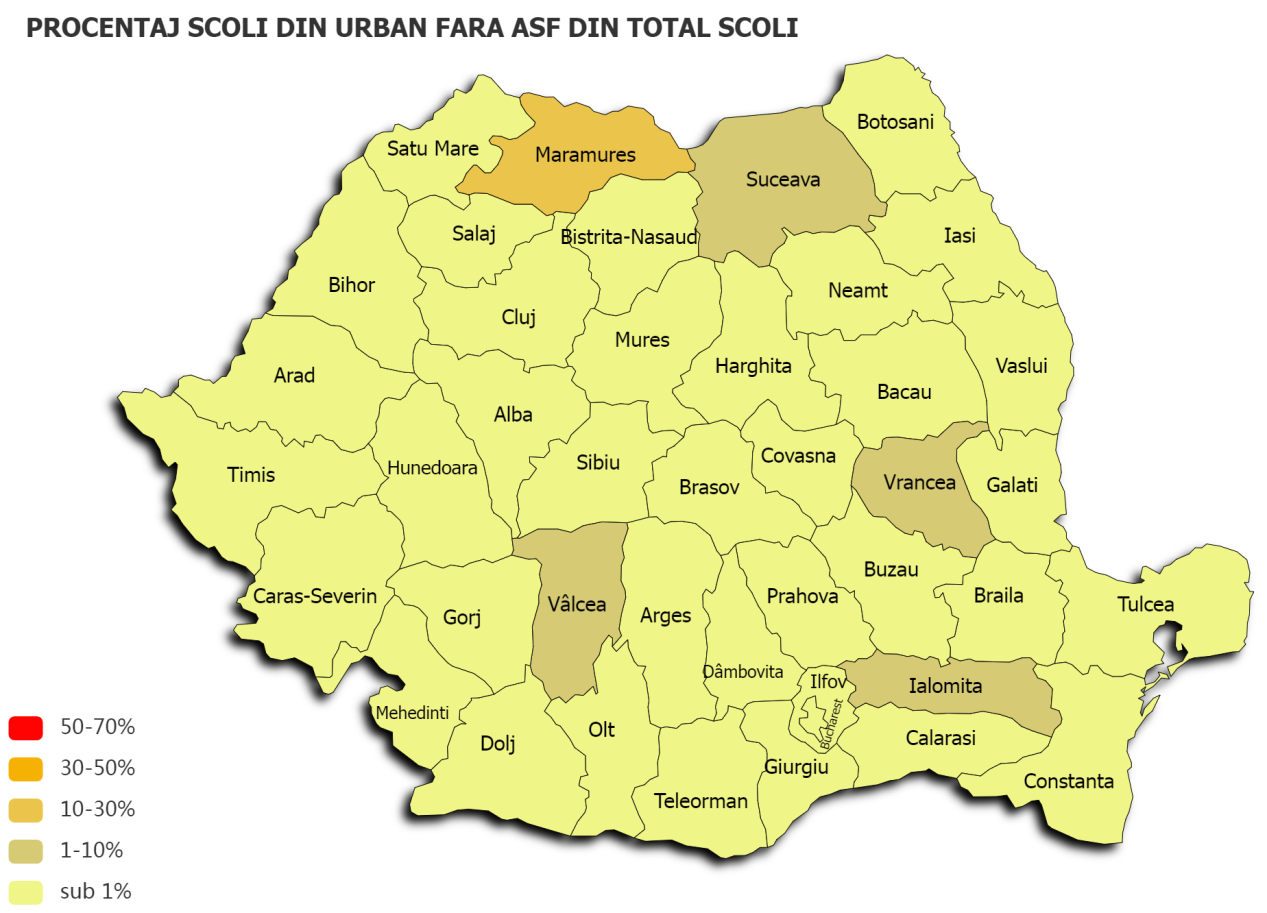 PROCENTAJ SCOLI DIN URBAN FARA ASF DIN TOTAL SCOLI
Botosani
Satu Mare
Maramures
Suceava
Salaj
Bistrita-Nasaud
Iasi
Bihor
Neamt
Cluj
Mures
Harghita
Vaslui
Arad
Bacau
Alba
Covasna
Sibiu
Hunedoara
Timis
Brasov
Vrancea
Galati
Buzau
Caras-Severin
Vâlcea
Prahova
Braila
Tulcea
Gorj
Arges
Dâmbovita
Ilfov
Ialomita
Mehedinti
Bucharest
Olt
Dolj
Calarasi
Giurgiu
Constanta
Teleorman
50-70%
30-50%
10-30%
1-10%
sub 1%